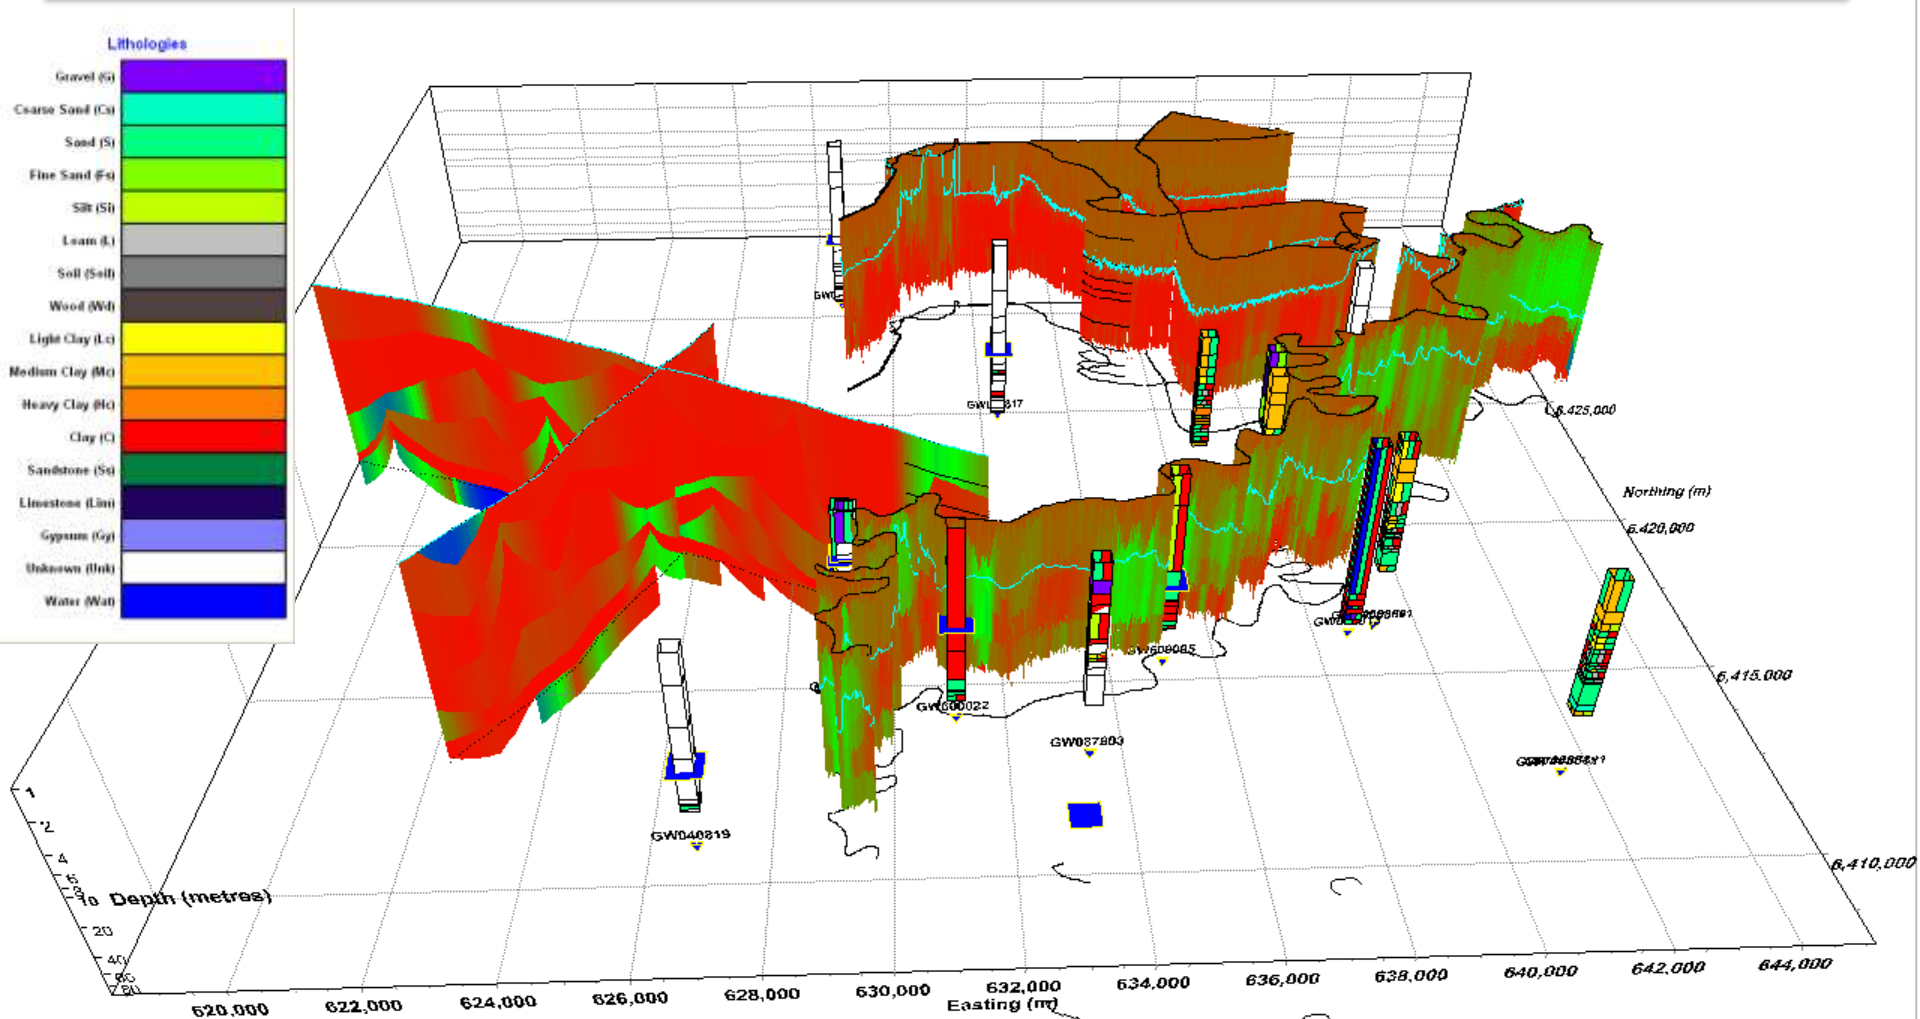 Lithologies
Gravel (G)
Coarse Sand (Cs)
Sand (S)
Fine Sand (Fs)
Silt (Si)
Loam (L)
Soil (Soil)
Wood (Wd)
Light Clay (Lc)
Medium Clay (Mc)
Heavy Clay (Hc)
Clay (C)
Sandstone (Ss)
Limestone (Lim)
Gypsum (Gy)
Unknown (Unk)
Water (Wat)
6,425,000
Northing (m)
6,420,000
6,415,000
GW600022
GW087803
GW040819
6,410,000
1
2
4
10
Depth (metres)
20
40
620,000
622,000
624,000
626,000
628,000
630,000
632,000
634,000
636,000
638,000
640,000
642,000
644,000
Easting (m)